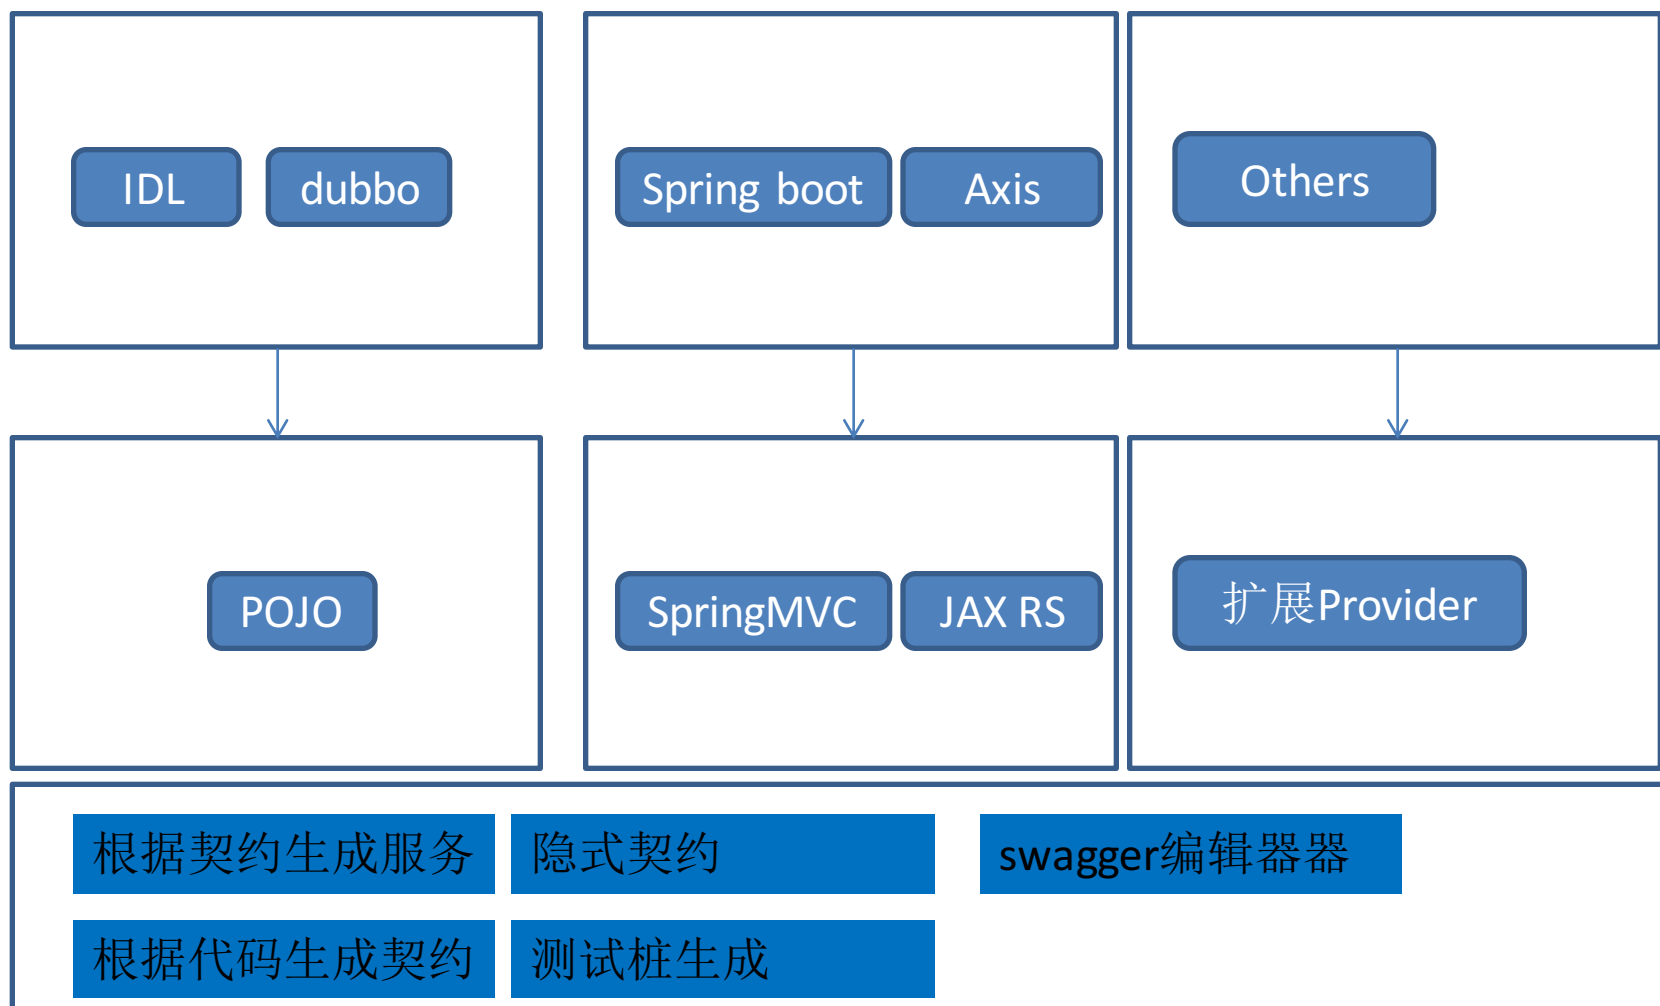 IDL
dubbo
Spring boot
Axis
Others
POJO
SpringMVC
JAX RS
扩展Provider
根据契约生成服务
隐式契约
swagger编辑器器
根据代码生成契约
测试桩生成